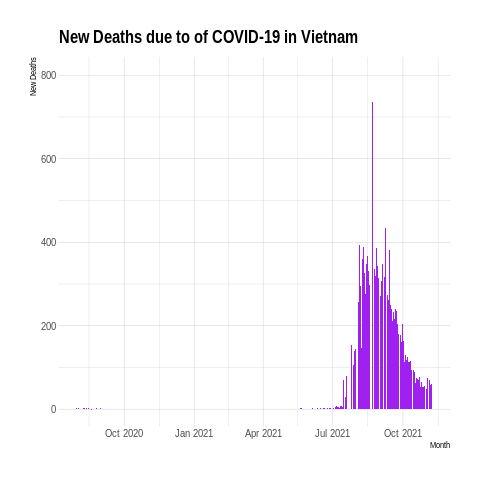 New Deaths due to of COVID-19 in Vietnam
New Deaths
800
600
400
200
0
Oct 2020 Jan 2021 Apr 2021 Jul 2021 Oct 2021
Month